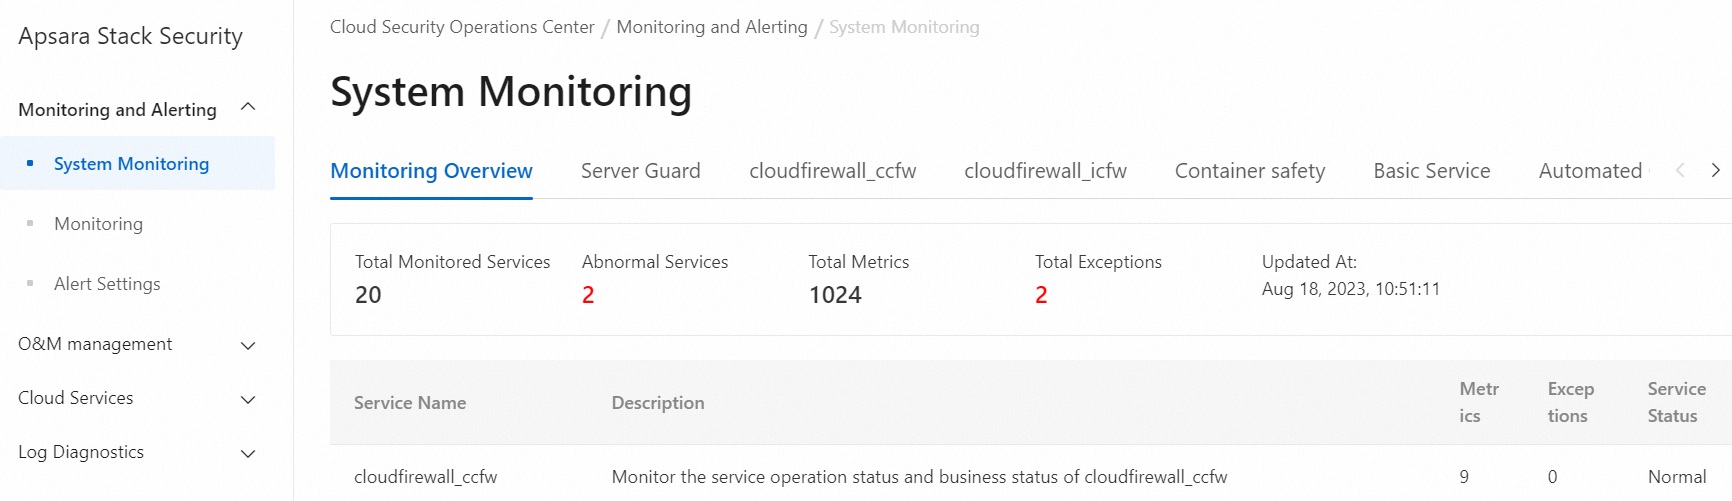 Apsara Stack Security
Monitoring and Alerting
System Monitoring
Monitoring
Alert Settings
O&M management
Cloud Services
Log Diagnostics
Cloud Security Operations Center / Monitoring and Alerting / System Monitoring
System Monitoring
Monitoring Overview Server Guard cloudfirewall_ccfw cloudfirewall_icfw Container safety Basic Service Automated
Total Monitored Services Abnormal Services Total Metrics Total Exceptions Updated At:
20 2 1024 2 Aug 18, 2023, 10:51:11
Service Name Description Metr
ics Excep
tions Service
Status
cloudfirewall_ccfw Monitor the service operation status and business status of cloudfirewall_ccfw 9 0 Normal